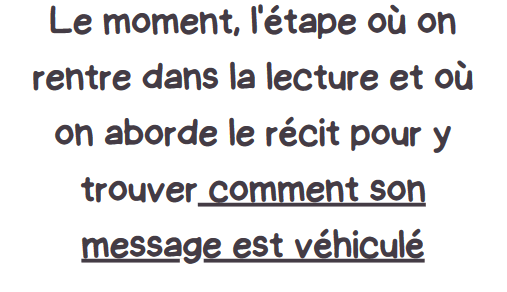 Le moment, l'étape où on
rentre dans la lecture et où
on aborde le récit pour y
trouver comment son
message est véhiculé